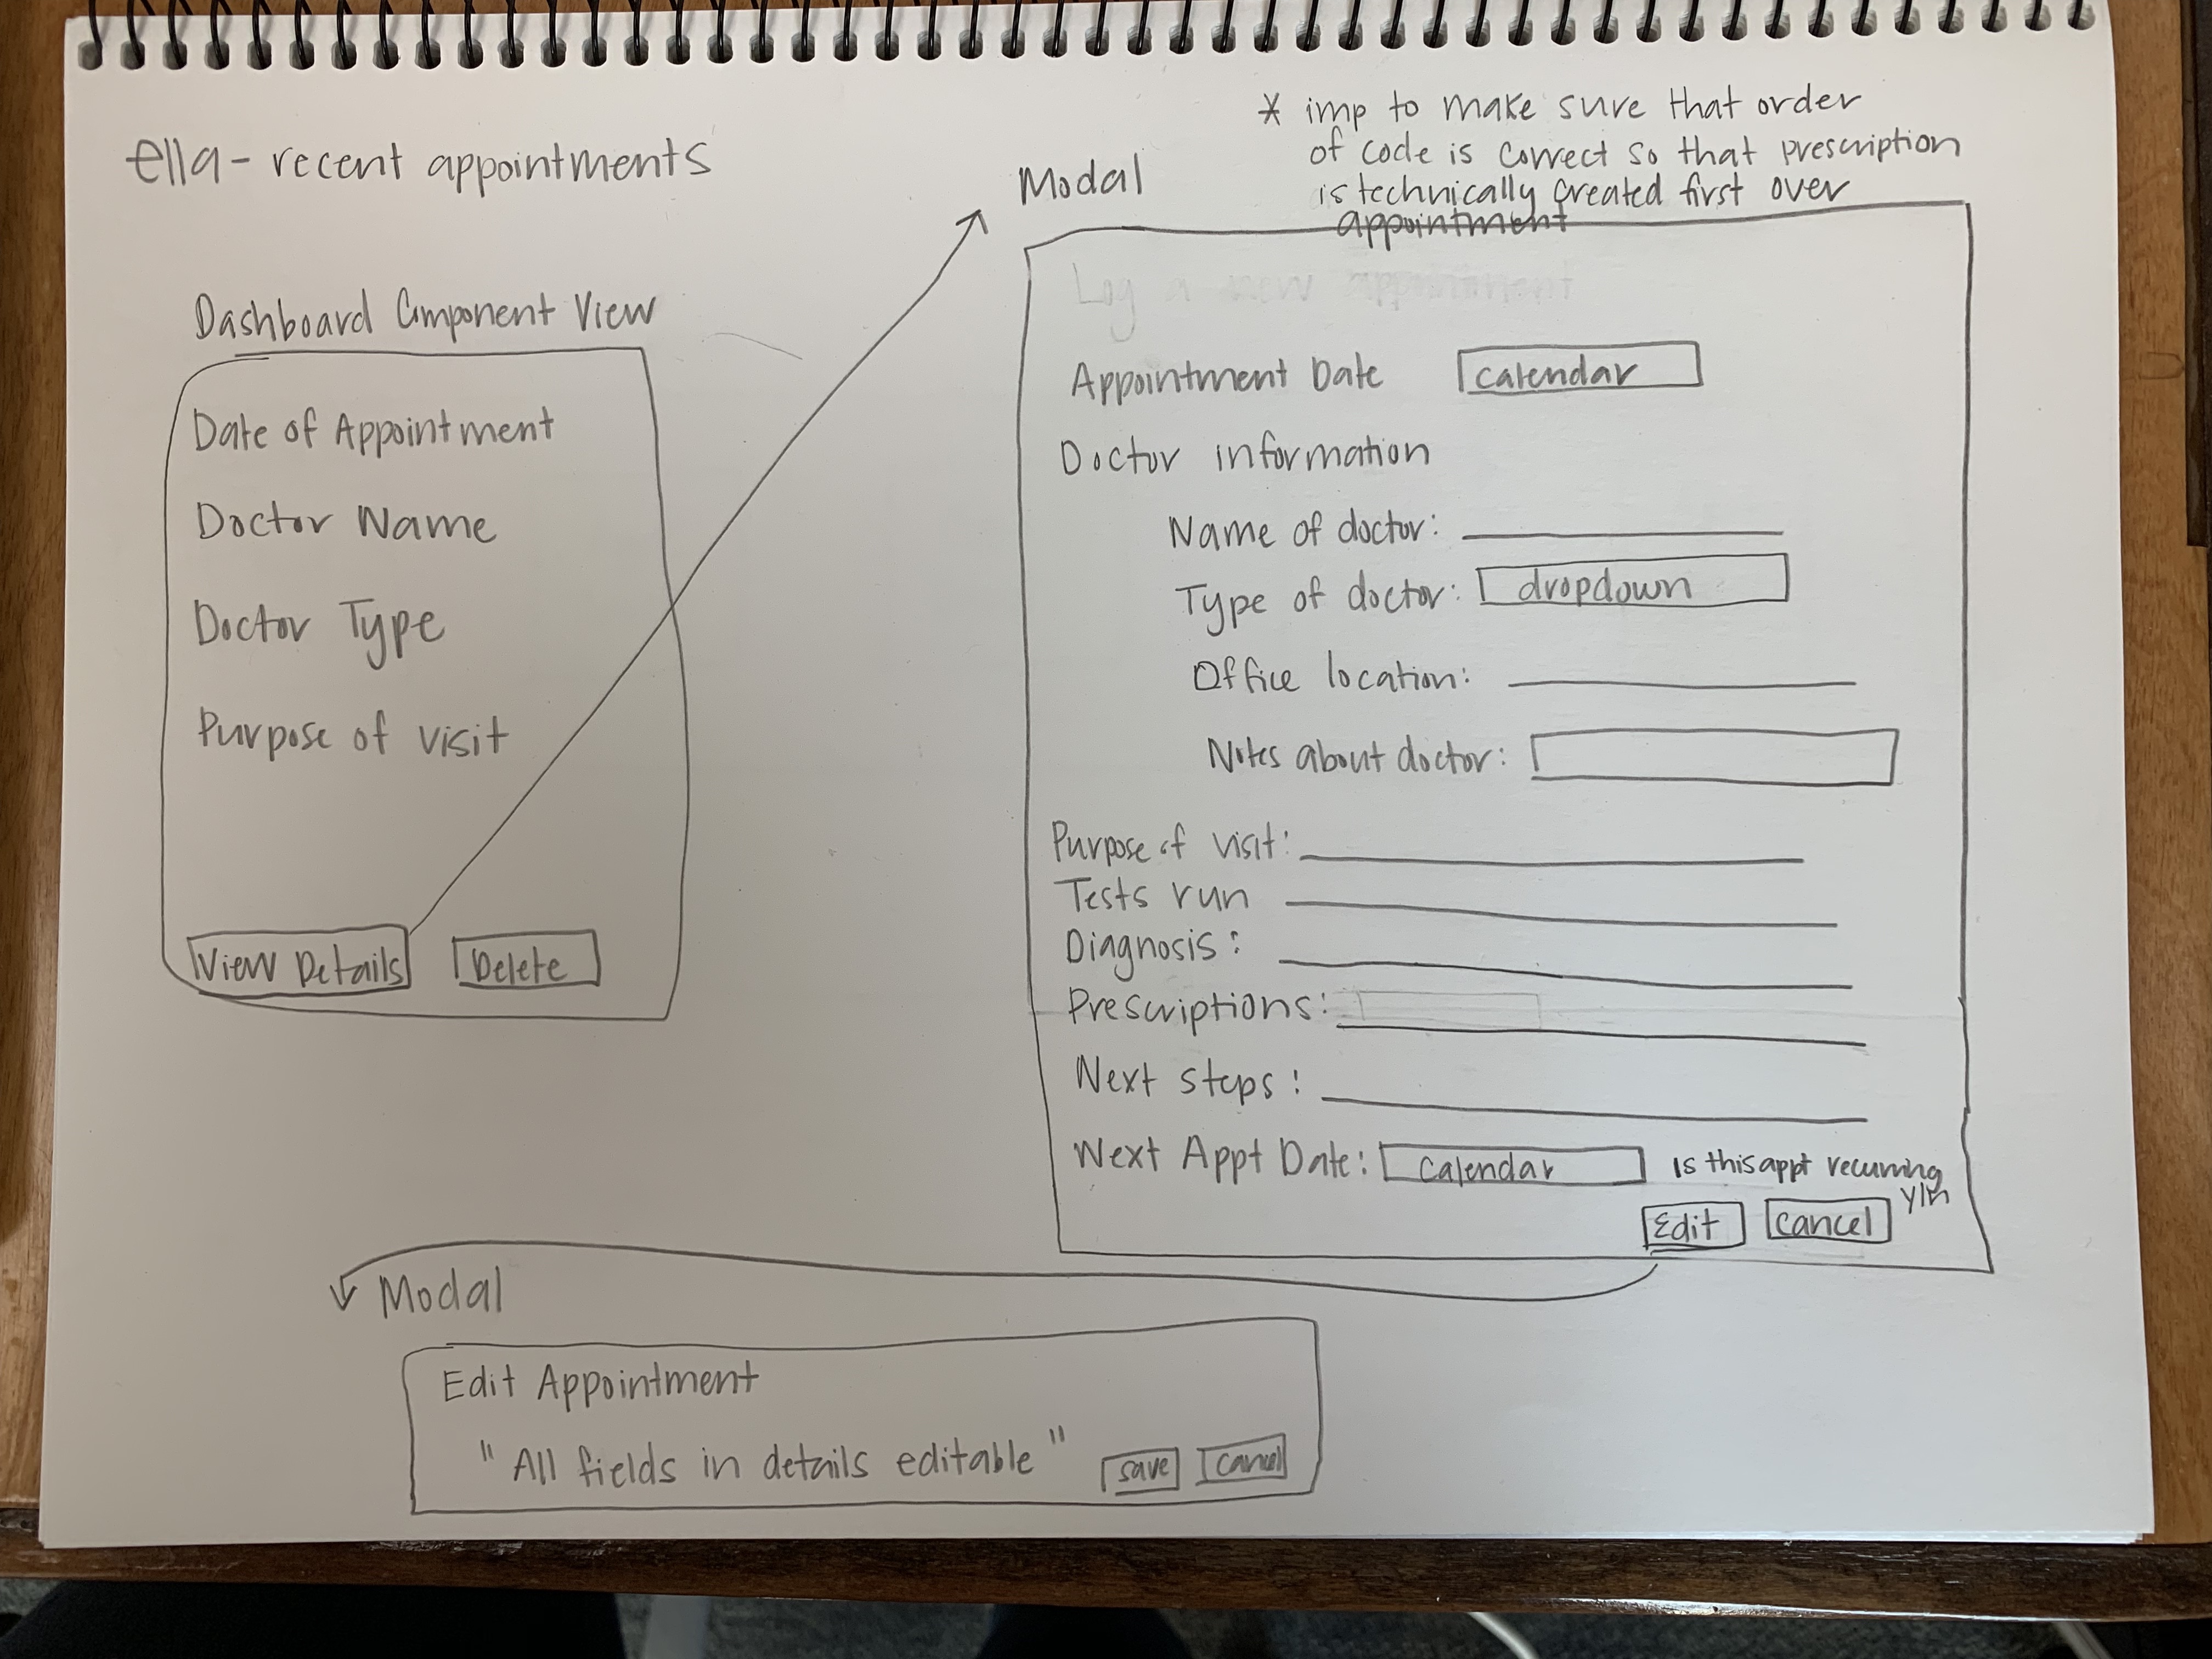 ella - recent appointments
* imp to make sure that order
of code is correct so that prescription
is technically created first over
appointment
Dashboard Component View
Date of Appointment
Doctor Name
Doctor Type
Purpose of visit
View Details
Delete
Modal
Log a new appointment
Appointment Date calendar
Doctor information
Name of doctor:
Type of doctor: dropdown
Office location:
Notes about doctor:
Purpose of visit:
Tests run
Diagnosis:
Prescriptions:
Next steps:
Next Appt Date: calendar Is this appt recurring
y/n
Edit cancel
Modal
Edit Appointment
"All fields in details editable" save cancel